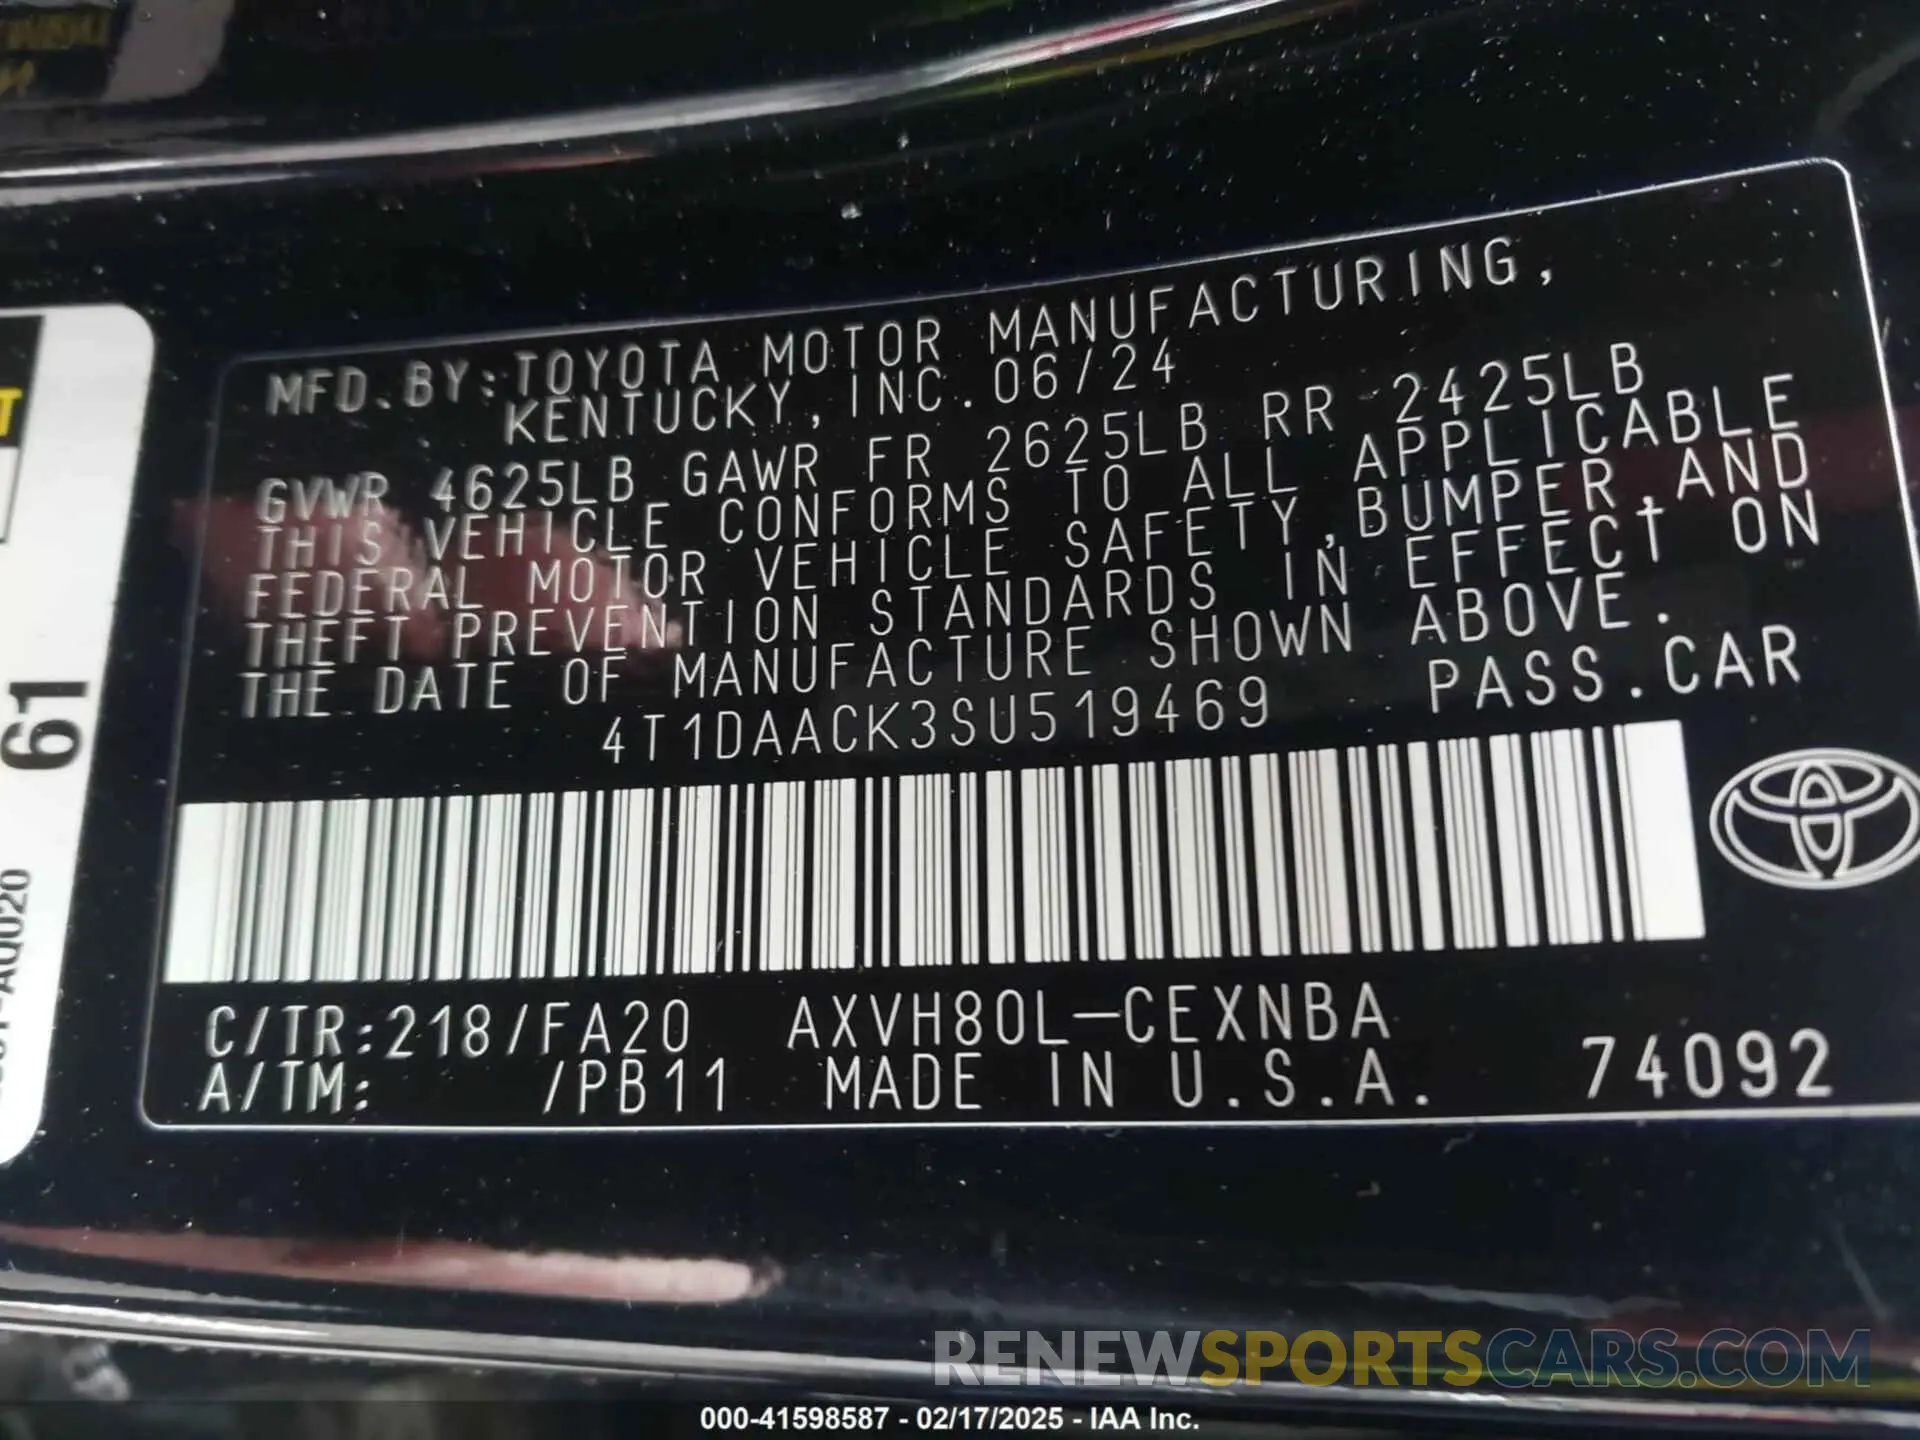 MFD.BY:TOYOTA MOTOR MANUFACTURING,
KENTUCKY, INC. 06/24
GVWR 4625LB GAWR FR 2625LB RR 2425LB
THIS VEHICLE CONFORMS TO ALL APPLICABLE
FEDERAL MOTOR VEHICLE SAFETY,BUMPER,AND
THEFT PREVENTION STANDARDS IN EFFECT ON
THE DATE OF MANUFACTURE SHOWN ABOVE.
4T1DAACK3SU519469 PASS.CAR
C/TR:218/FA20 AXVH80L-CEXNBA
A/TM: /PB11 MADE IN U.S.A. 74092
61
RENEWSPORTSCARS.COM
000-41598587 - 02/17/2025 - IAA Inc.